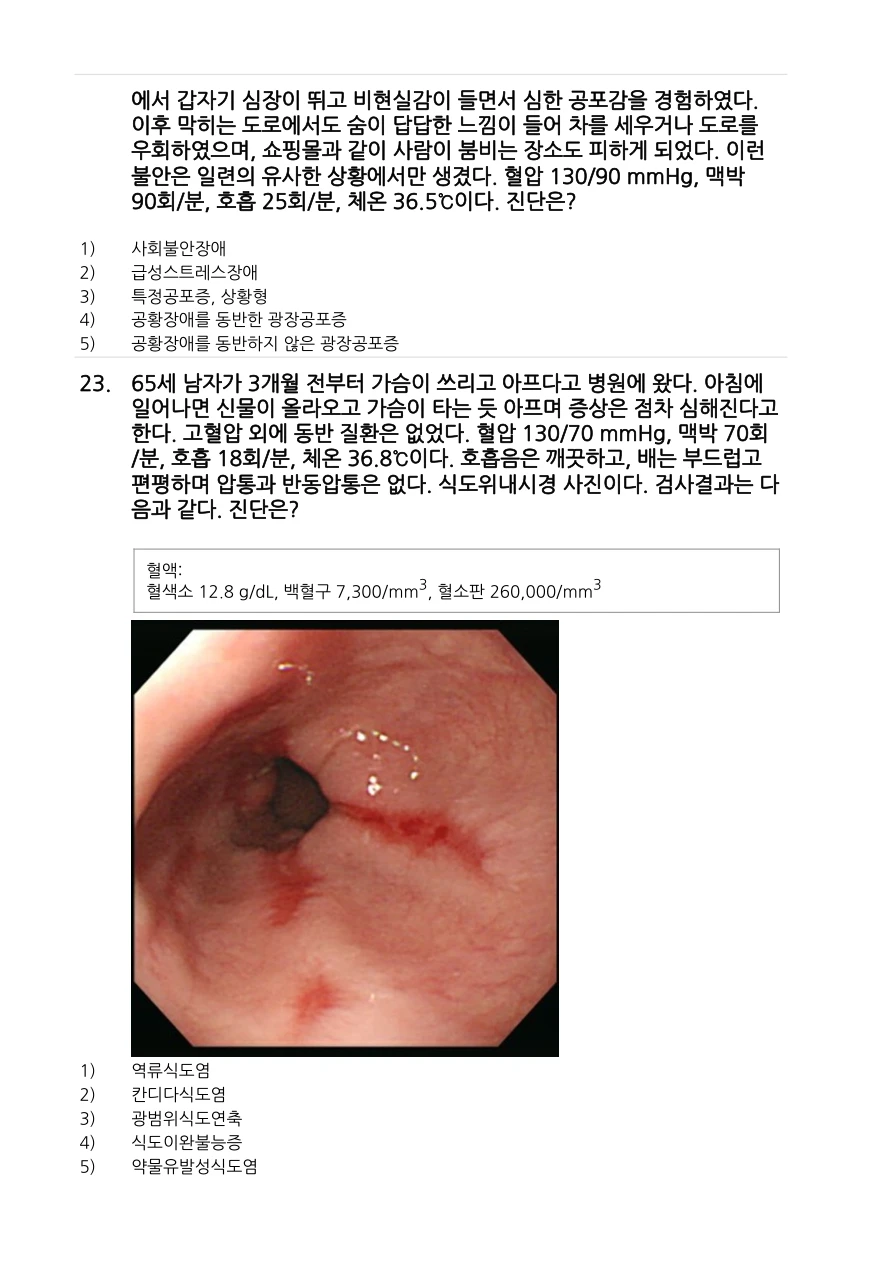 에서 갑자기 심장이 뛰고 비현실감이 들면서 심한 공포감을 경험하였다.
이후 막히는 도로에서도 숨이 답답한 느낌이 들어 차를 세우거나 도로를
우회하였으며, 쇼핑몰과 같이 사람이 붐비는 장소도 피하게 되었다. 이런
불안은 일련의 유사한 상황에서만 생겼다. 혈압 130/90 mmHg, 맥박
90회/분, 호흡 25회/분, 체온 36.5℃이다. 진단은?
1) 사회불안장애
2) 급성스트레스장애
3) 특정공포증, 상황형
4) 공황장애를 동반한 광장공포증
5) 공황장애를 동반하지 않은 광장공포증
23. 65세 남자가 3개월 전부터 가슴이 쓰리고 아프다고 병원에 왔다. 아침에
일어나면 신물이 올라오고 가슴이 타는 듯 아프며 증상은 점차 심해진다고
한다. 고혈압 외에 동반 질환은 없었다. 혈압 130/70 mmHg, 맥박 70회
/분, 호흡 18회/분, 체온 36.8℃이다. 호흡음은 깨끗하고, 배는 부드럽고
편평하며 압통과 반동압통은 없다. 식도위내시경 사진이다. 검사결과는 다
음과 같다. 진단은?
혈액:
혈색소 12.8 g/dL, 백혈구 7,300/mm³, 혈소판 260,000/mm³
1) 역류식도염
2) 칸디다식도염
3) 광범위식도연축
4) 식도이완불능증
5) 약물유발성식도염